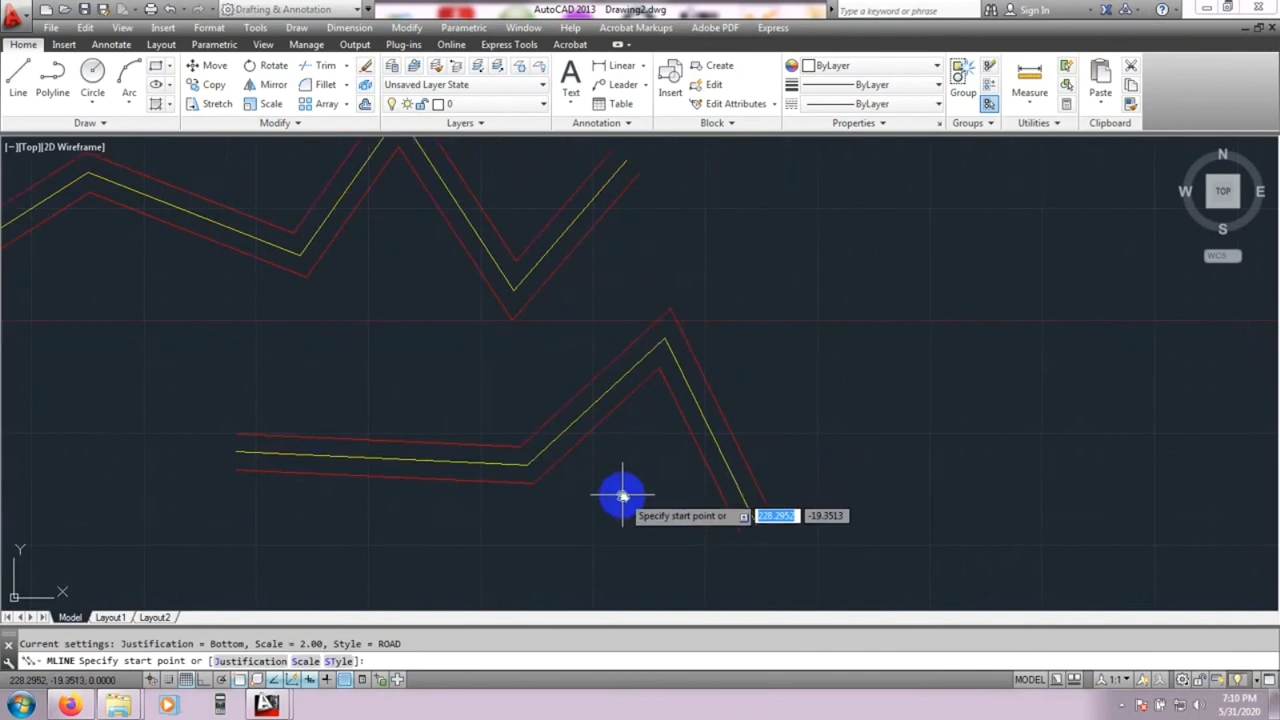 Drafting & Annotation
AutoCAD 2013 Drawing2.dwg
Type a keyword or phrase
Sign In
File Edit View Insert Format Tools Draw Dimension Modify Parametric Window Help Acrobat Markups Adobe PDF Express
Home Insert Annotate Layout Parametric View Manage Output Plug-ins Online Express Tools Acrobat
Line Polyline Circle Arc
Move Rotate Trim
Copy Mirror Fillet
Stretch Scale Array
Unsaved Layer State
0
Text
Linear
Leader
Table
Insert
Create
Edit
Edit Attributes
ByLayer
ByLayer
ByLayer
Group Measure Paste
Draw Modify Layers Annotation Block Properties Groups Utilities Clipboard
[−][Top][2D Wireframe]
N
W TOP E
S
WCS
Specify start point or 228.2952 -19.3513
Y
X
Model Layout1 Layout2
Current settings: Justification = Bottom, Scale = 2.00, Style = ROAD
MLINE Specify start point or [Justification Scale STyle]:
228.2952, -19.3513, 0.0000
MODEL 1:1
7:10 PM
5/31/2020